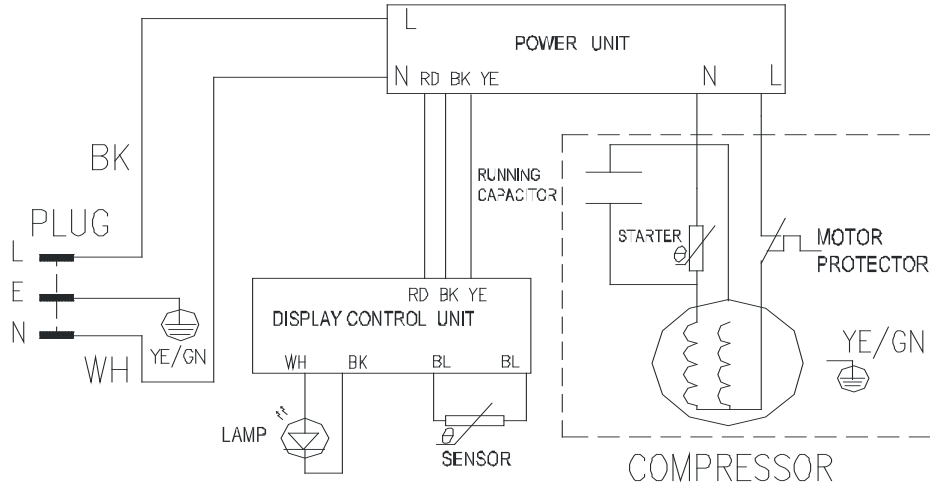 L
POWER UNIT
N RD BK YE N L
BK
RUNNING
CAPACITOR
PLUG
STARTER
θ
MOTOR
PROTECTOR
L
E
N
RD BK YE
DISPLAY CONTROL UNIT
YE/GN
WH
WH BK BL BL
YE/GN
LAMP
θ
SENSOR
COMPRESSOR